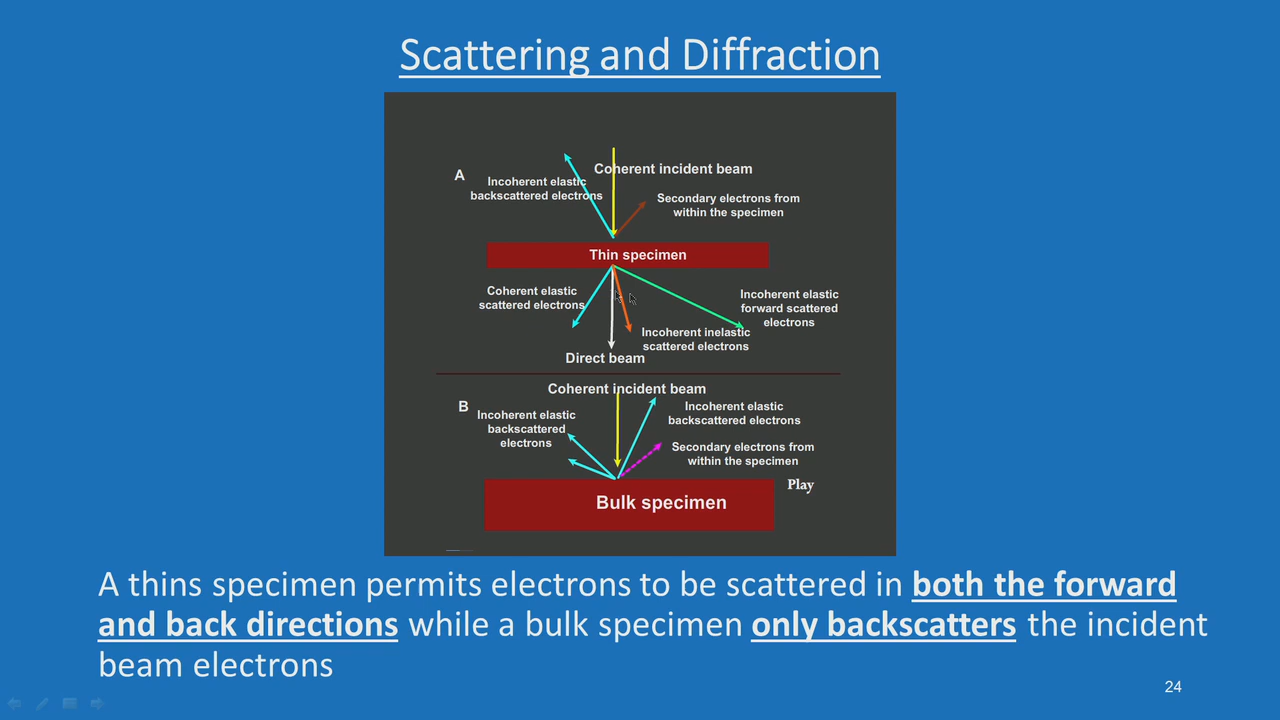 Scattering and Diffraction
A
Coherent incident beam
Incoherent elastic
backscattered electrons
Secondary electrons from
within the specimen
Thin specimen
Coherent elastic
scattered electrons
Incoherent elastic
forward scattered
electrons
Incoherent inelastic
scattered electrons
Direct beam
Coherent incident beam
B
Incoherent elastic
backscattered
electrons
Incoherent elastic
backscattered electrons
Secondary electrons from
within the specimen
Play
Bulk specimen
A thins specimen permits electrons to be scattered in both the forward
and back directions while a bulk specimen only backscatters the incident
beam electrons
24